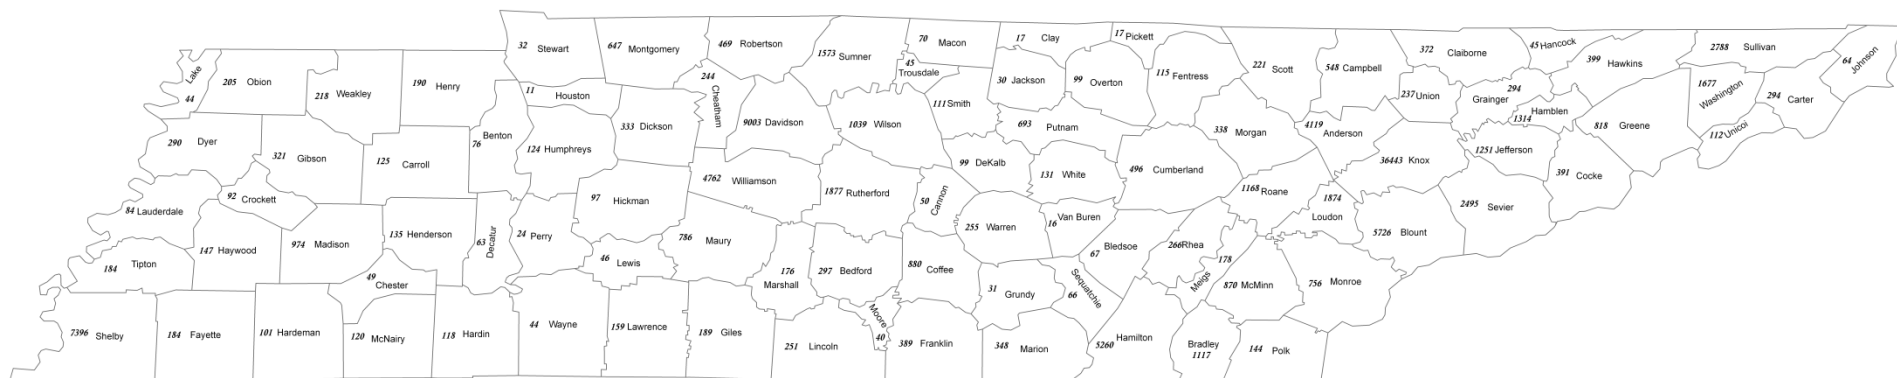 32 Stewart
647 Montgomery
469 Robertson
1573 Sumner
70 Macon
17 Clay
17 Pickett
372 Claiborne
45 Hancock
2788 Sullivan
64 Johnson
Lake
44
205 Obion
218 Weakley
190 Henry
11 Houston
244
Cheatham
45
Trousdale
30 Jackson
99 Overton
115 Fentress
221 Scott
548 Campbell
237 Union
294
Grainger
399 Hawkins
1677
Washington
294 Carter
290 Dyer
321 Gibson
125 Carroll
Benton
76
124 Humphreys
333 Dickson
9003 Davidson
1039 Wilson
111 Smith
693 Putnam
338 Morgan
4119
Anderson
Hamblen
1314
818 Greene
112 Unicoi
92 Crockett
97 Hickman
4762 Williamson
1877 Rutherford
50 Cannon
99 DeKalb
131 White
496 Cumberland
1168 Roane
36443 Knox
1251 Jefferson
391 Cocke
84 Lauderdale
147 Haywood
974 Madison
135 Henderson
63 Decatur
24 Perry
46
Lewis
786 Maury
255 Warren
Van Buren
16
67 Bledsoe
266 Rhea
178
Meigs
1874
Loudon
5726 Blount
2495 Sevier
184 Tipton
49
Chester
176
Marshall
297 Bedford
880 Coffee
31 Grundy
66 Sequatchie
870 McMinn
756 Monroe
7396 Shelby
184 Fayette
101 Hardeman
120 McNairy
118 Hardin
44 Wayne
159 Lawrence
189 Giles
251 Lincoln
Moore
40
389 Franklin
348 Marion
5260 Hamilton
Bradley
1117
144 Polk